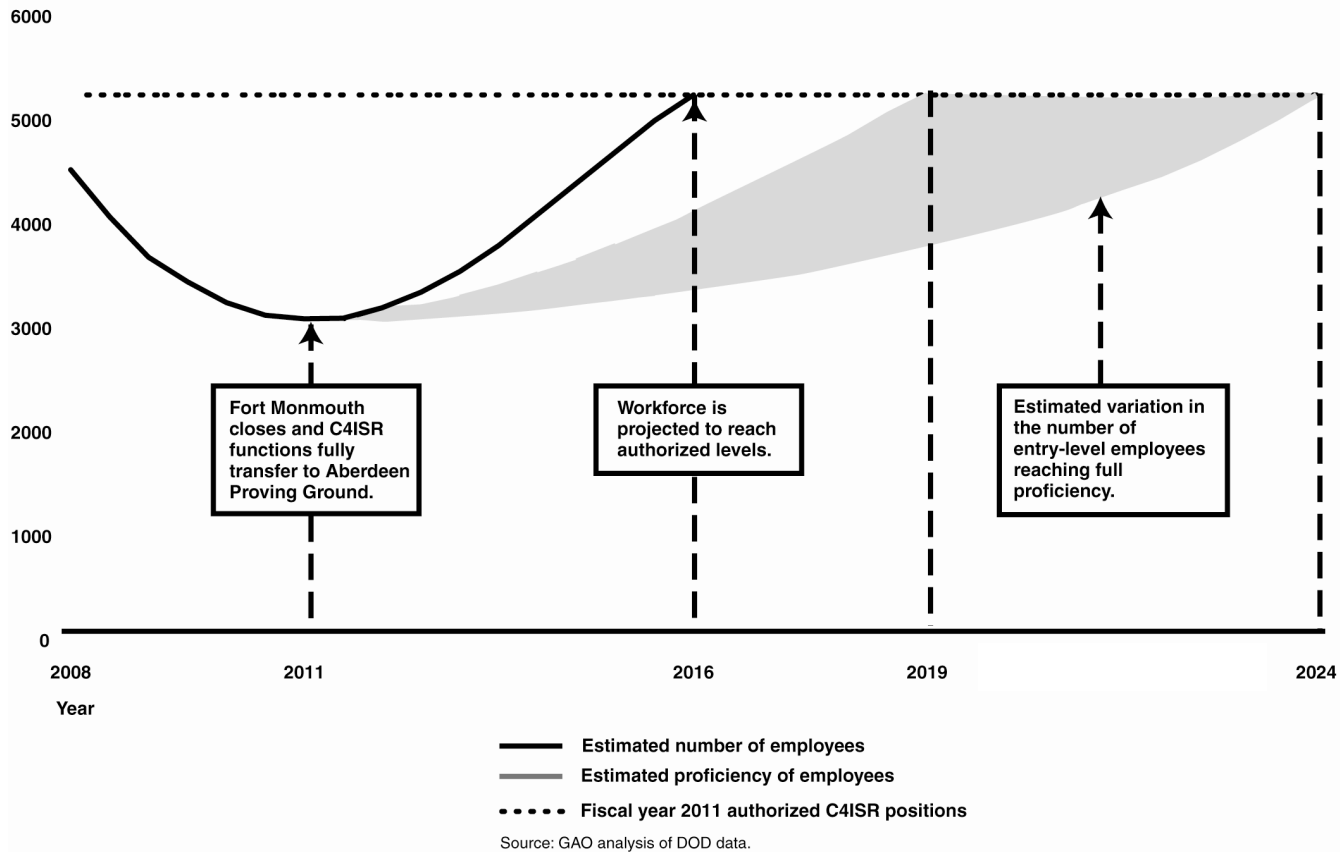 6000
5000
4000
3000
2000
1000
0
Fort Monmouth
closes and C4ISR
functions fully
transfer to Aberdeen
Proving Ground.
Workforce is
projected to reach
authorized levels.
Estimated variation in
the number of
entry-level employees
reaching full
proficiency.
2008 2011 2016 2019 2024
Year
Estimated number of employees
Estimated proficiency of employees
Fiscal year 2011 authorized C4ISR positions
Source: GAO analysis of DOD data.